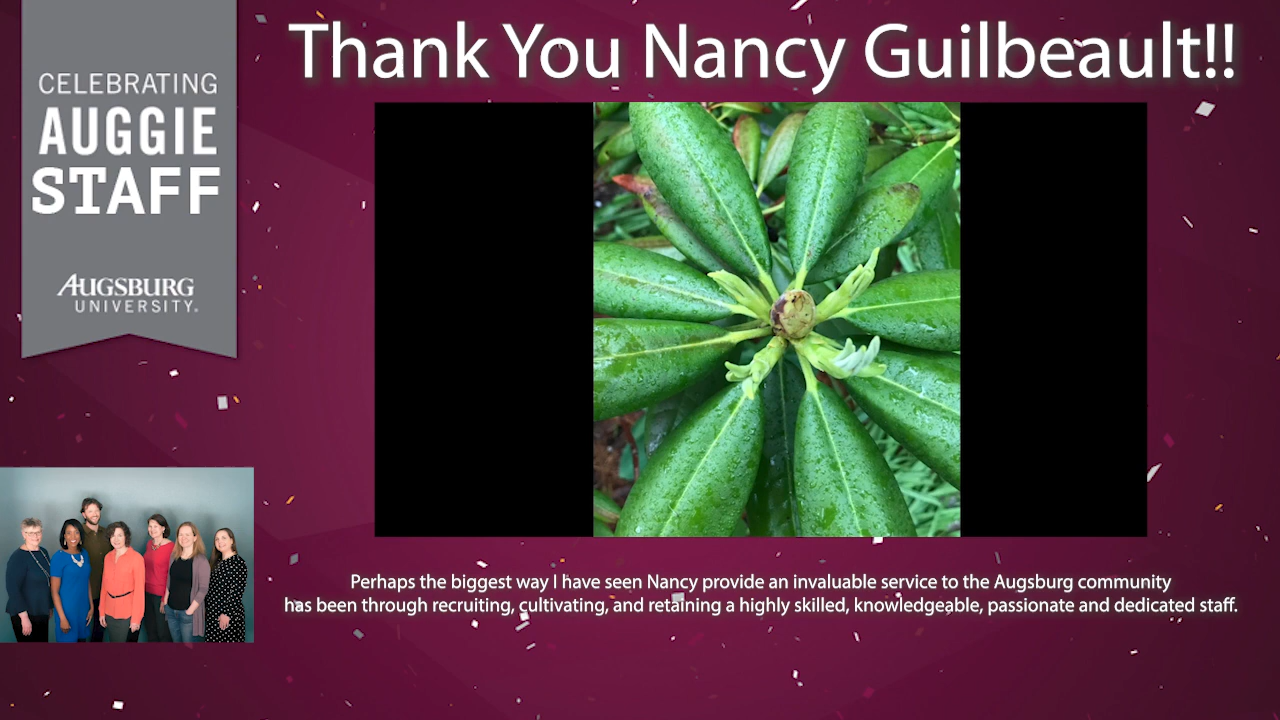 Thank You Nancy Guilbeault!!
CELEBRATING
AUGGIE
STAFF
AUGSBURG
UNIVERSITY.
Perhaps the biggest way I have seen Nancy provide an invaluable service to the Augsburg community
has been through recruiting, cultivating, and retaining a highly skilled, knowledgeable, passionate and dedicated staff.